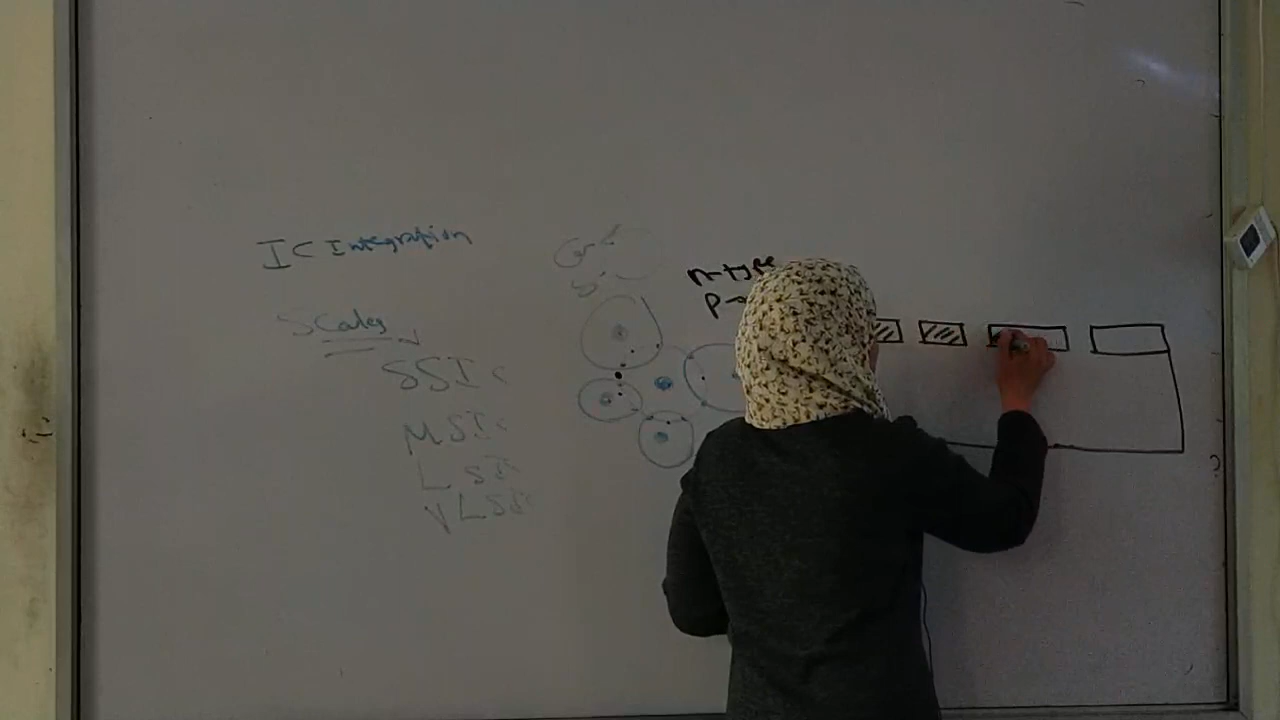 IC Integration
Scales
SSI
MSI
LSI
VLSI
n-type
P-